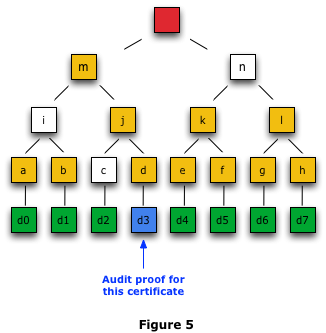 m n
i j k l
a b c d e f g h
d0 d1 d2 d3 d4 d5 d6 d7
Audit proof for
this certificate
Figure 5